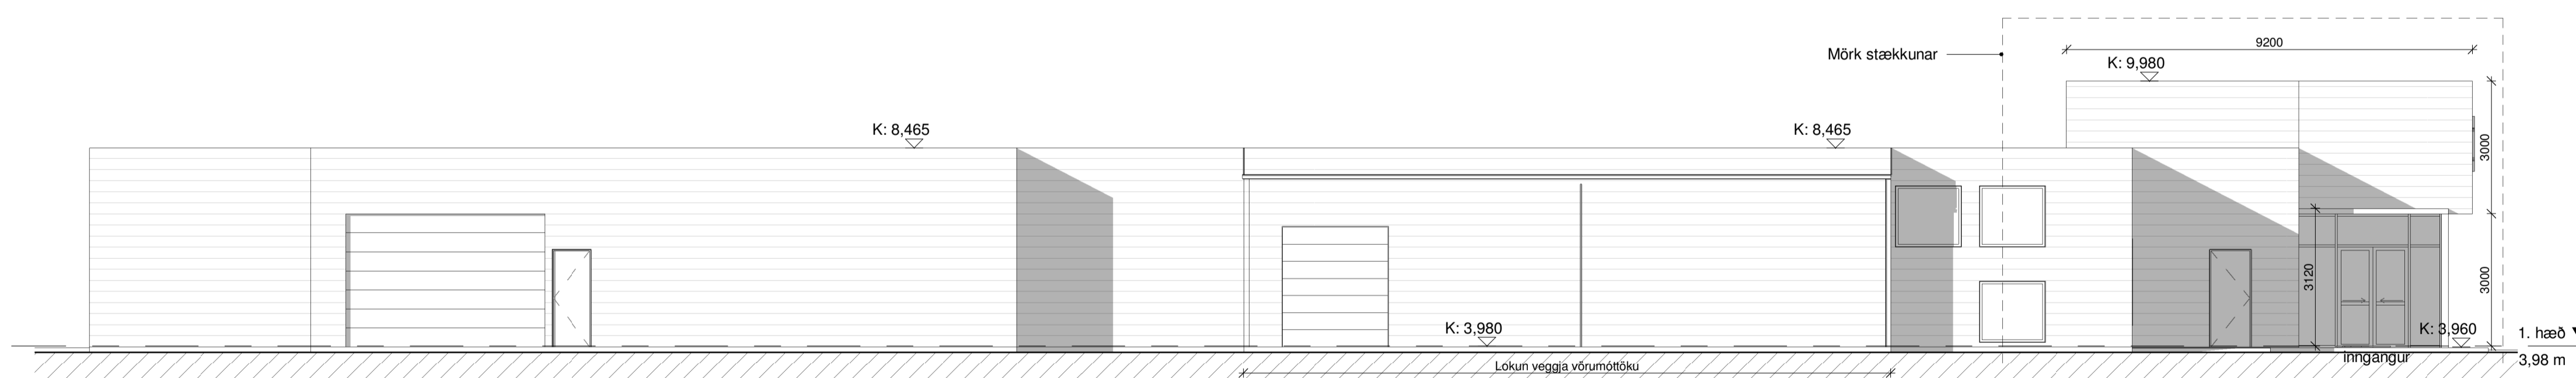 9200
Mörk stækkunar
K: 9,980
K: 8,465
K: 8,465
3000
3120
3000
K: 3,980
K: 3,960
1. hæð
inngangur
3,98 m
Lokun veggja vörumóttöku